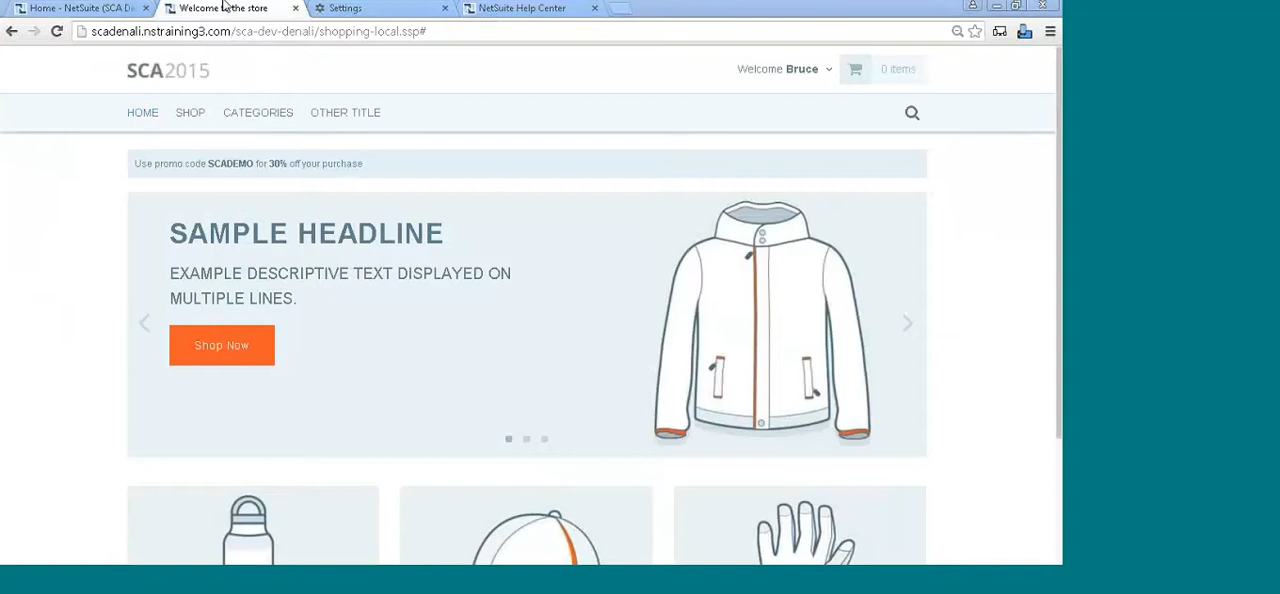 Home - NetSuite (SCA D
Welcome to the store
Settings
NetSuite Help Center
scadenali.nstraining3.com/sca-dev-denali/shopping-local.ssp#
SCA2015
Welcome Bruce
0 items
HOME
SHOP
CATEGORIES
OTHER TITLE
Use promo code SCADEMO for 30% off your purchase
SAMPLE HEADLINE
EXAMPLE DESCRIPTIVE TEXT DISPLAYED ON
MULTIPLE LINES.
Shop Now